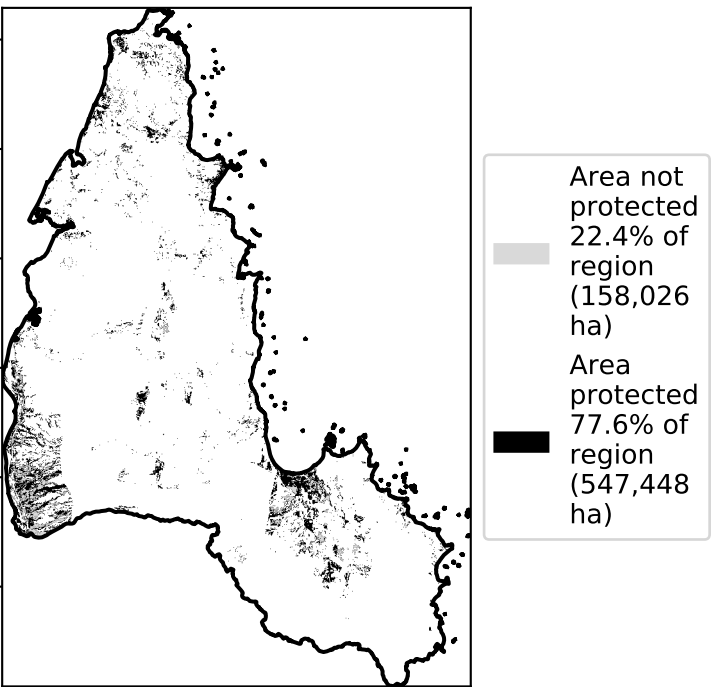 Area not
protected
22.4% of
region
(158,026
ha)
Area
protected
77.6% of
region
(547,448
ha)